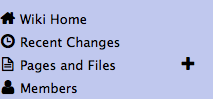 Wiki Home
Recent Changes
Pages and Files
Members